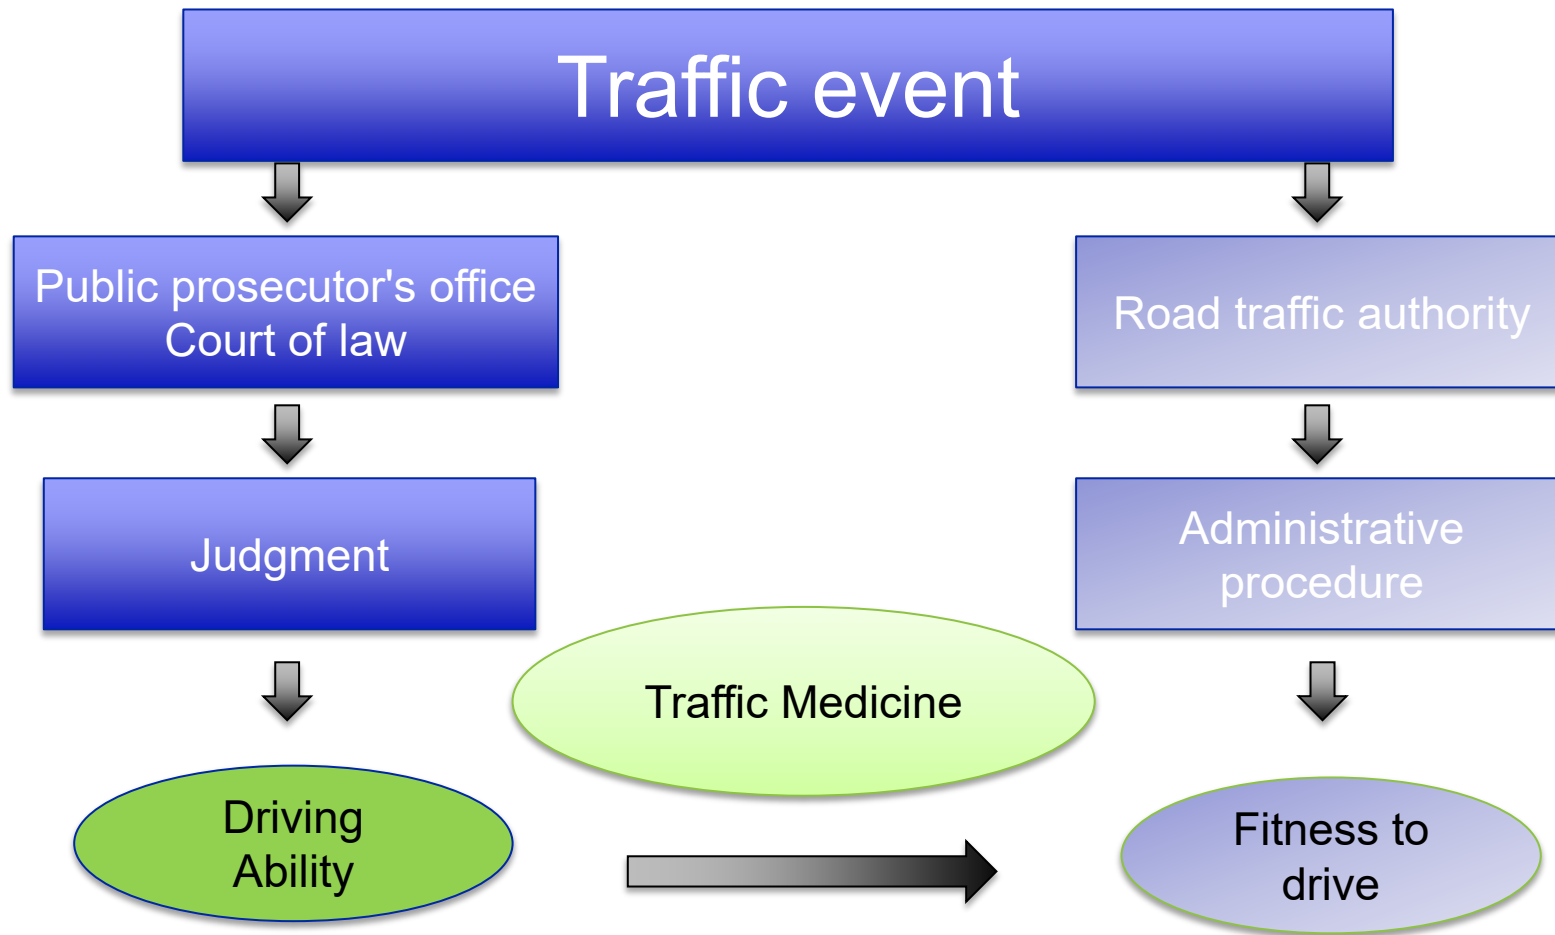 Traffic event
Public prosecutor's office
Court of law
Road traffic authority
Judgment
Administrative
procedure
Traffic Medicine
Driving
Ability
Fitness to
drive